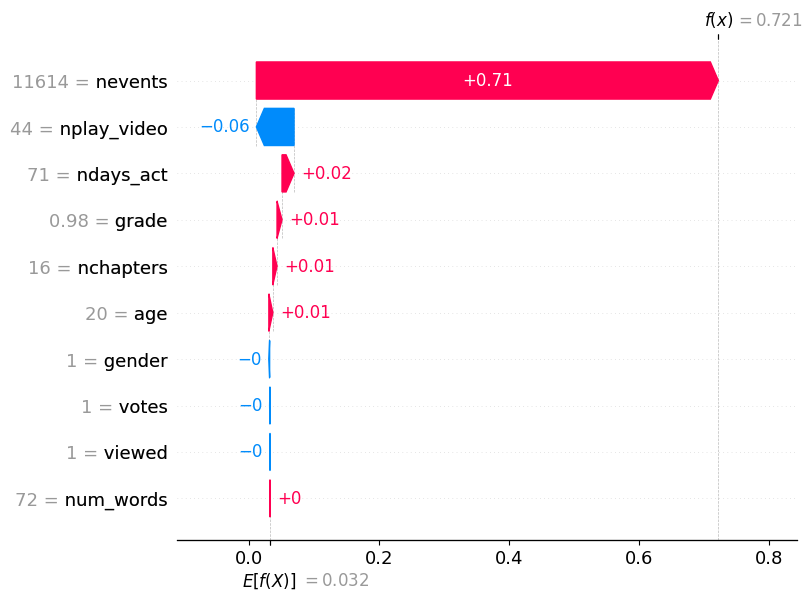 f(x) = 0.721
11614 = nevents +0.71
44 = nplay_video −0.06
71 = ndays_act +0.02
0.98 = grade +0.01
16 = nchapters +0.01
20 = age +0.01
1 = gender −0
1 = votes −0
1 = viewed −0
72 = num_words +0
0.0 0.2 0.4 0.6 0.8
E[f(X)] = 0.032